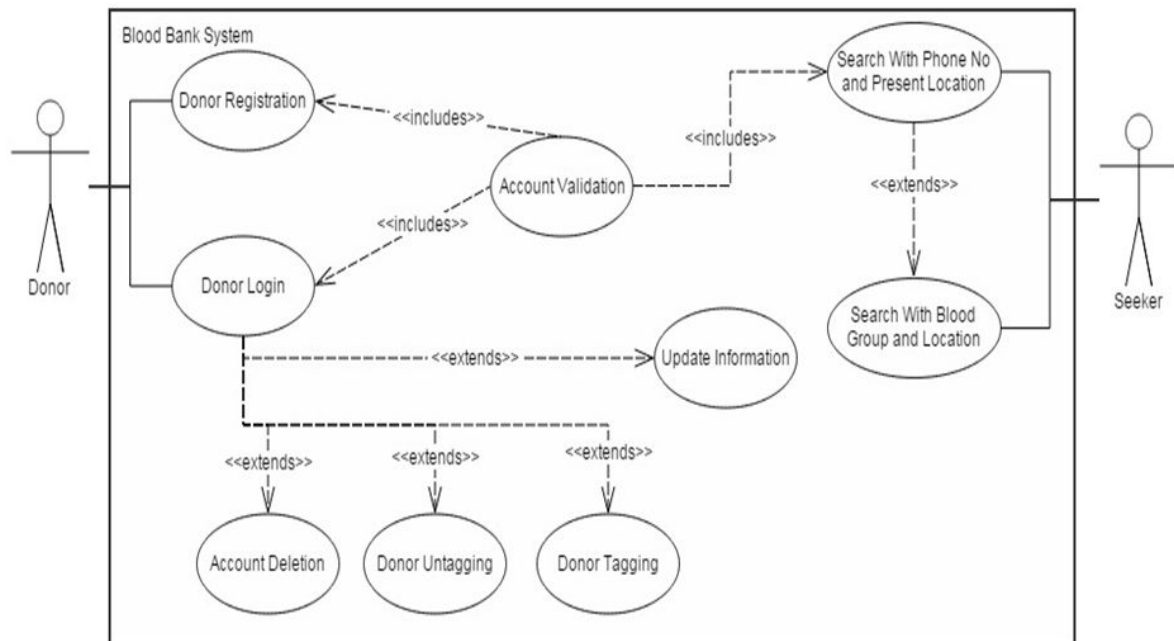 Blood Bank System
Donor Registration
<<includes>>
Account Validation
<<includes>>
Search With Phone No
and Present Location
<<includes>>
<<extends>>
Donor
Donor Login
Search With Blood
Group and Location
Seeker
<<extends>>
Update Information
<<extends>>
<<extends>>
<<extends>>
Account Deletion
Donor Untagging
Donor Tagging